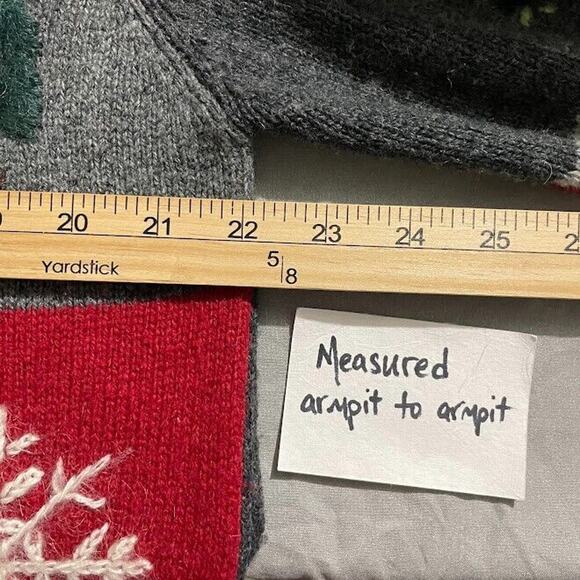 20 21 22 23 24 25
Yardstick
5/8
Measured
armpit to armpit